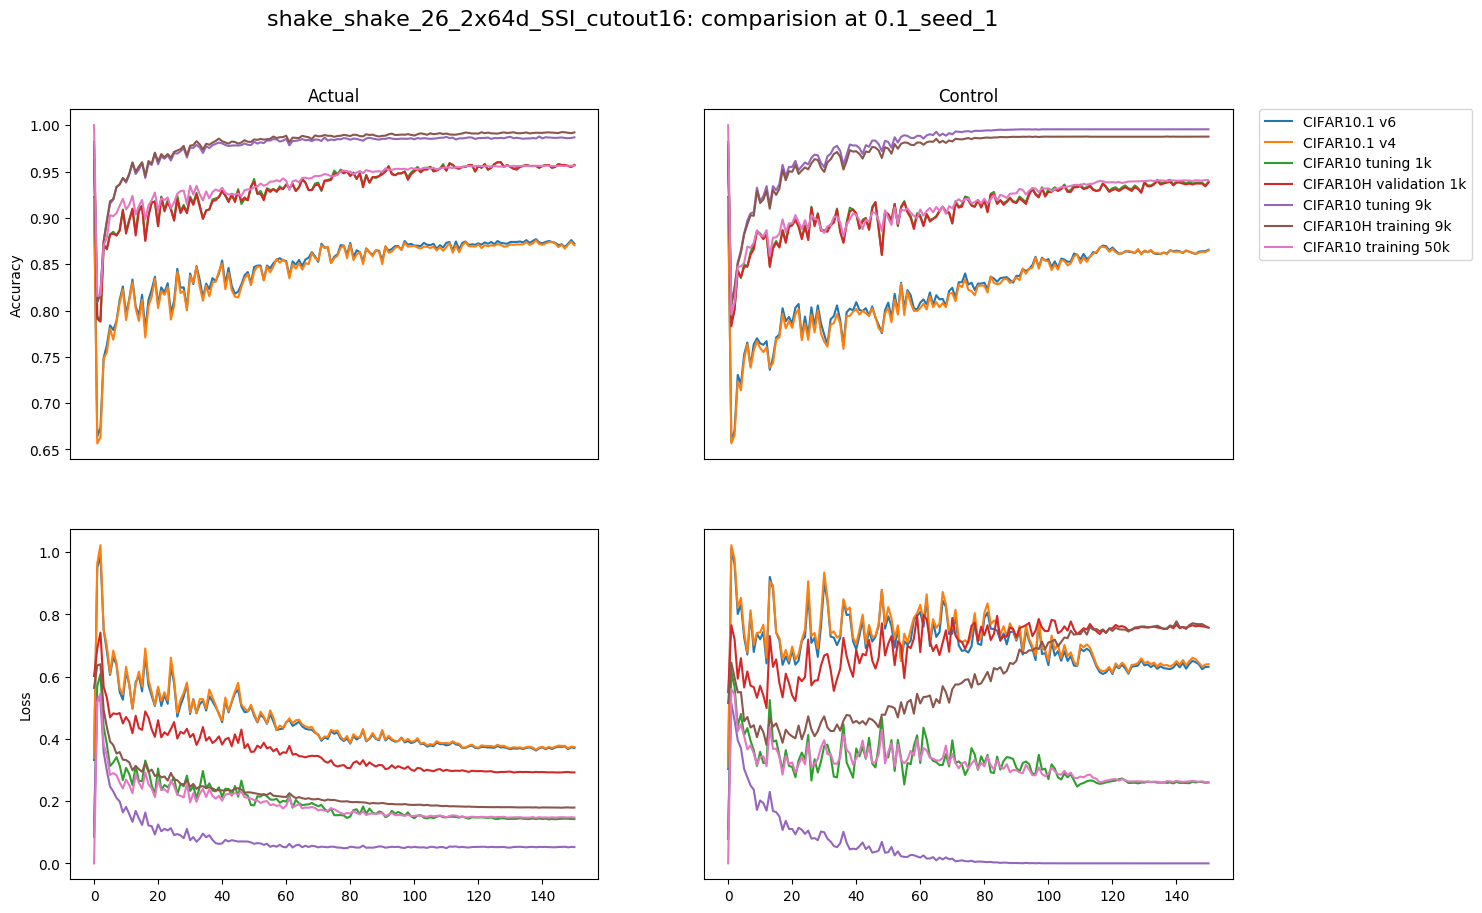 shake_shake_26_2x64d_SSI_cutout16: comparision at 0.1_seed_1
Actual
Control
Accuracy
1.00
0.95
0.90
0.85
0.80
0.75
0.70
0.65
CIFAR10.1 v6
CIFAR10.1 v4
CIFAR10 tuning 1k
CIFAR10H validation 1k
CIFAR10 tuning 9k
CIFAR10H training 9k
CIFAR10 training 50k
Loss
1.0
0.8
0.6
0.4
0.2
0.0
0 20 40 60 80 100 120 140
0 20 40 60 80 100 120 140